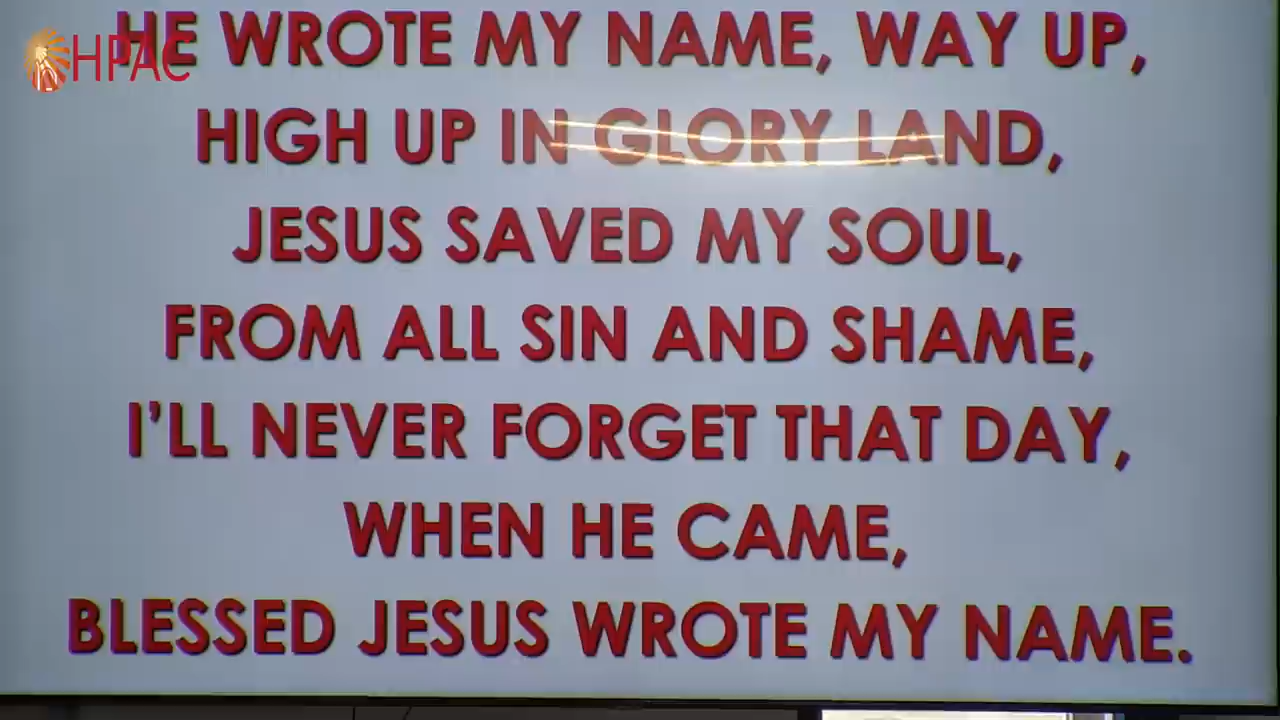 HPAC
HE WROTE MY NAME, WAY UP,
HIGH UP IN GLORY LAND,
JESUS SAVED MY SOUL,
FROM ALL SIN AND SHAME,
I'LL NEVER FORGET THAT DAY,
WHEN HE CAME,
BLESSED JESUS WROTE MY NAME.